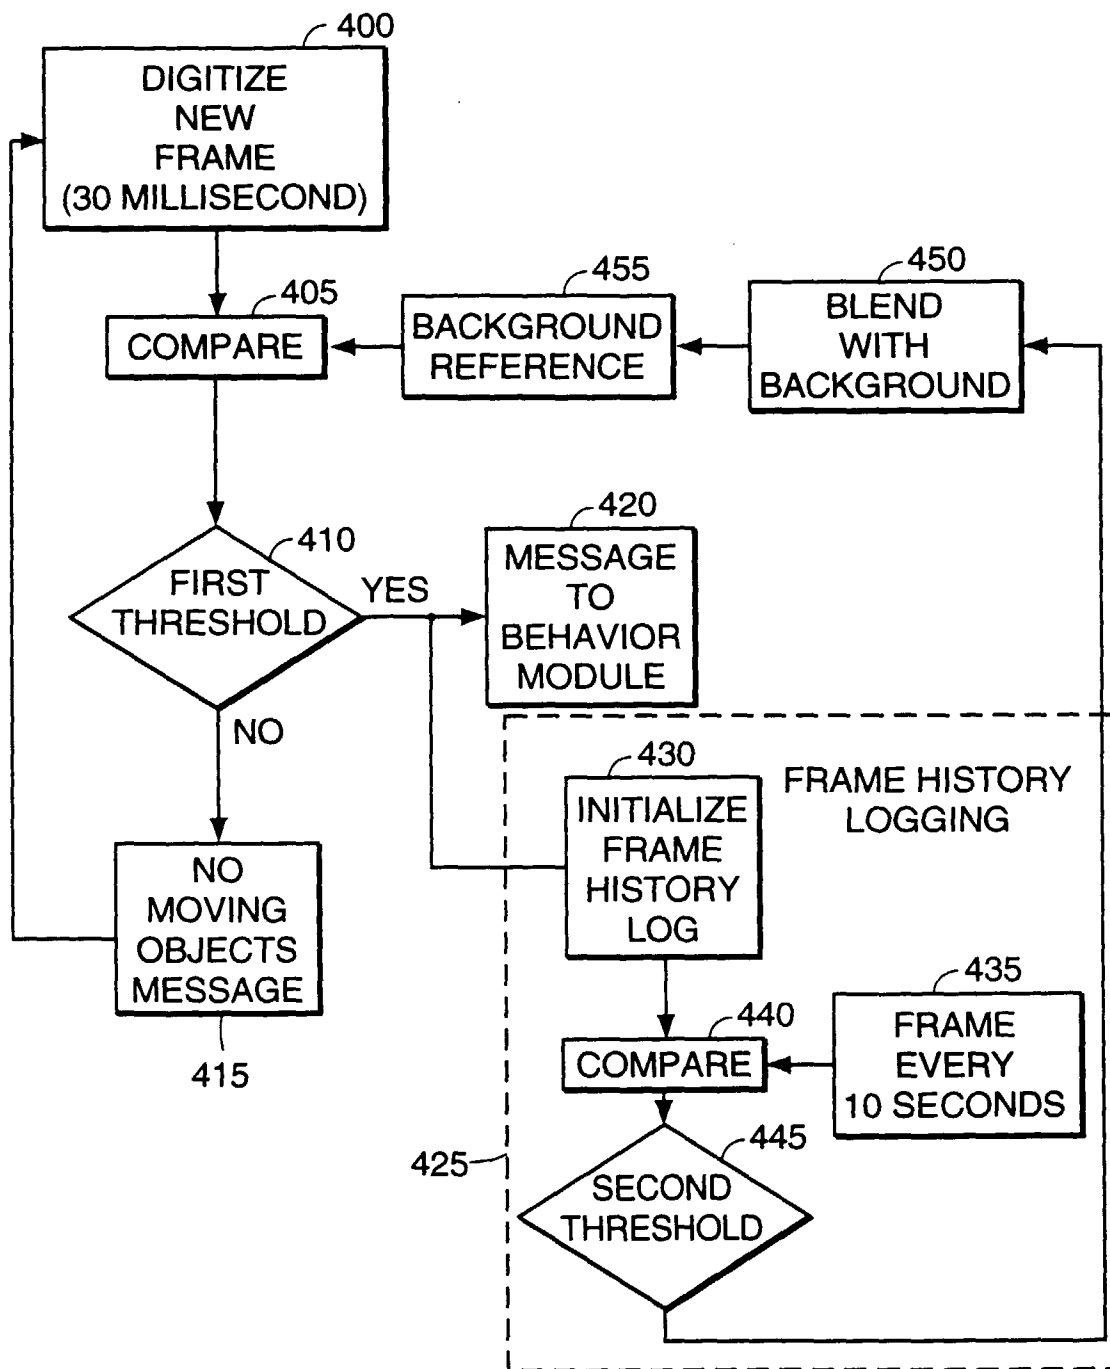 400
DIGITIZE
NEW
FRAME
(30 MILLISECOND)
405
COMPARE
455
BACKGROUND
REFERENCE
450
BLEND
WITH
BACKGROUND
410
FIRST
THRESHOLD
YES
NO
420
MESSAGE
TO
BEHAVIOR
MODULE
NO
MOVING
OBJECTS
MESSAGE
415
FRAME HISTORY
LOGGING
430
INITIALIZE
FRAME
HISTORY
LOG
435
FRAME
EVERY
10 SECONDS
440
COMPARE
425
445
SECOND
THRESHOLD